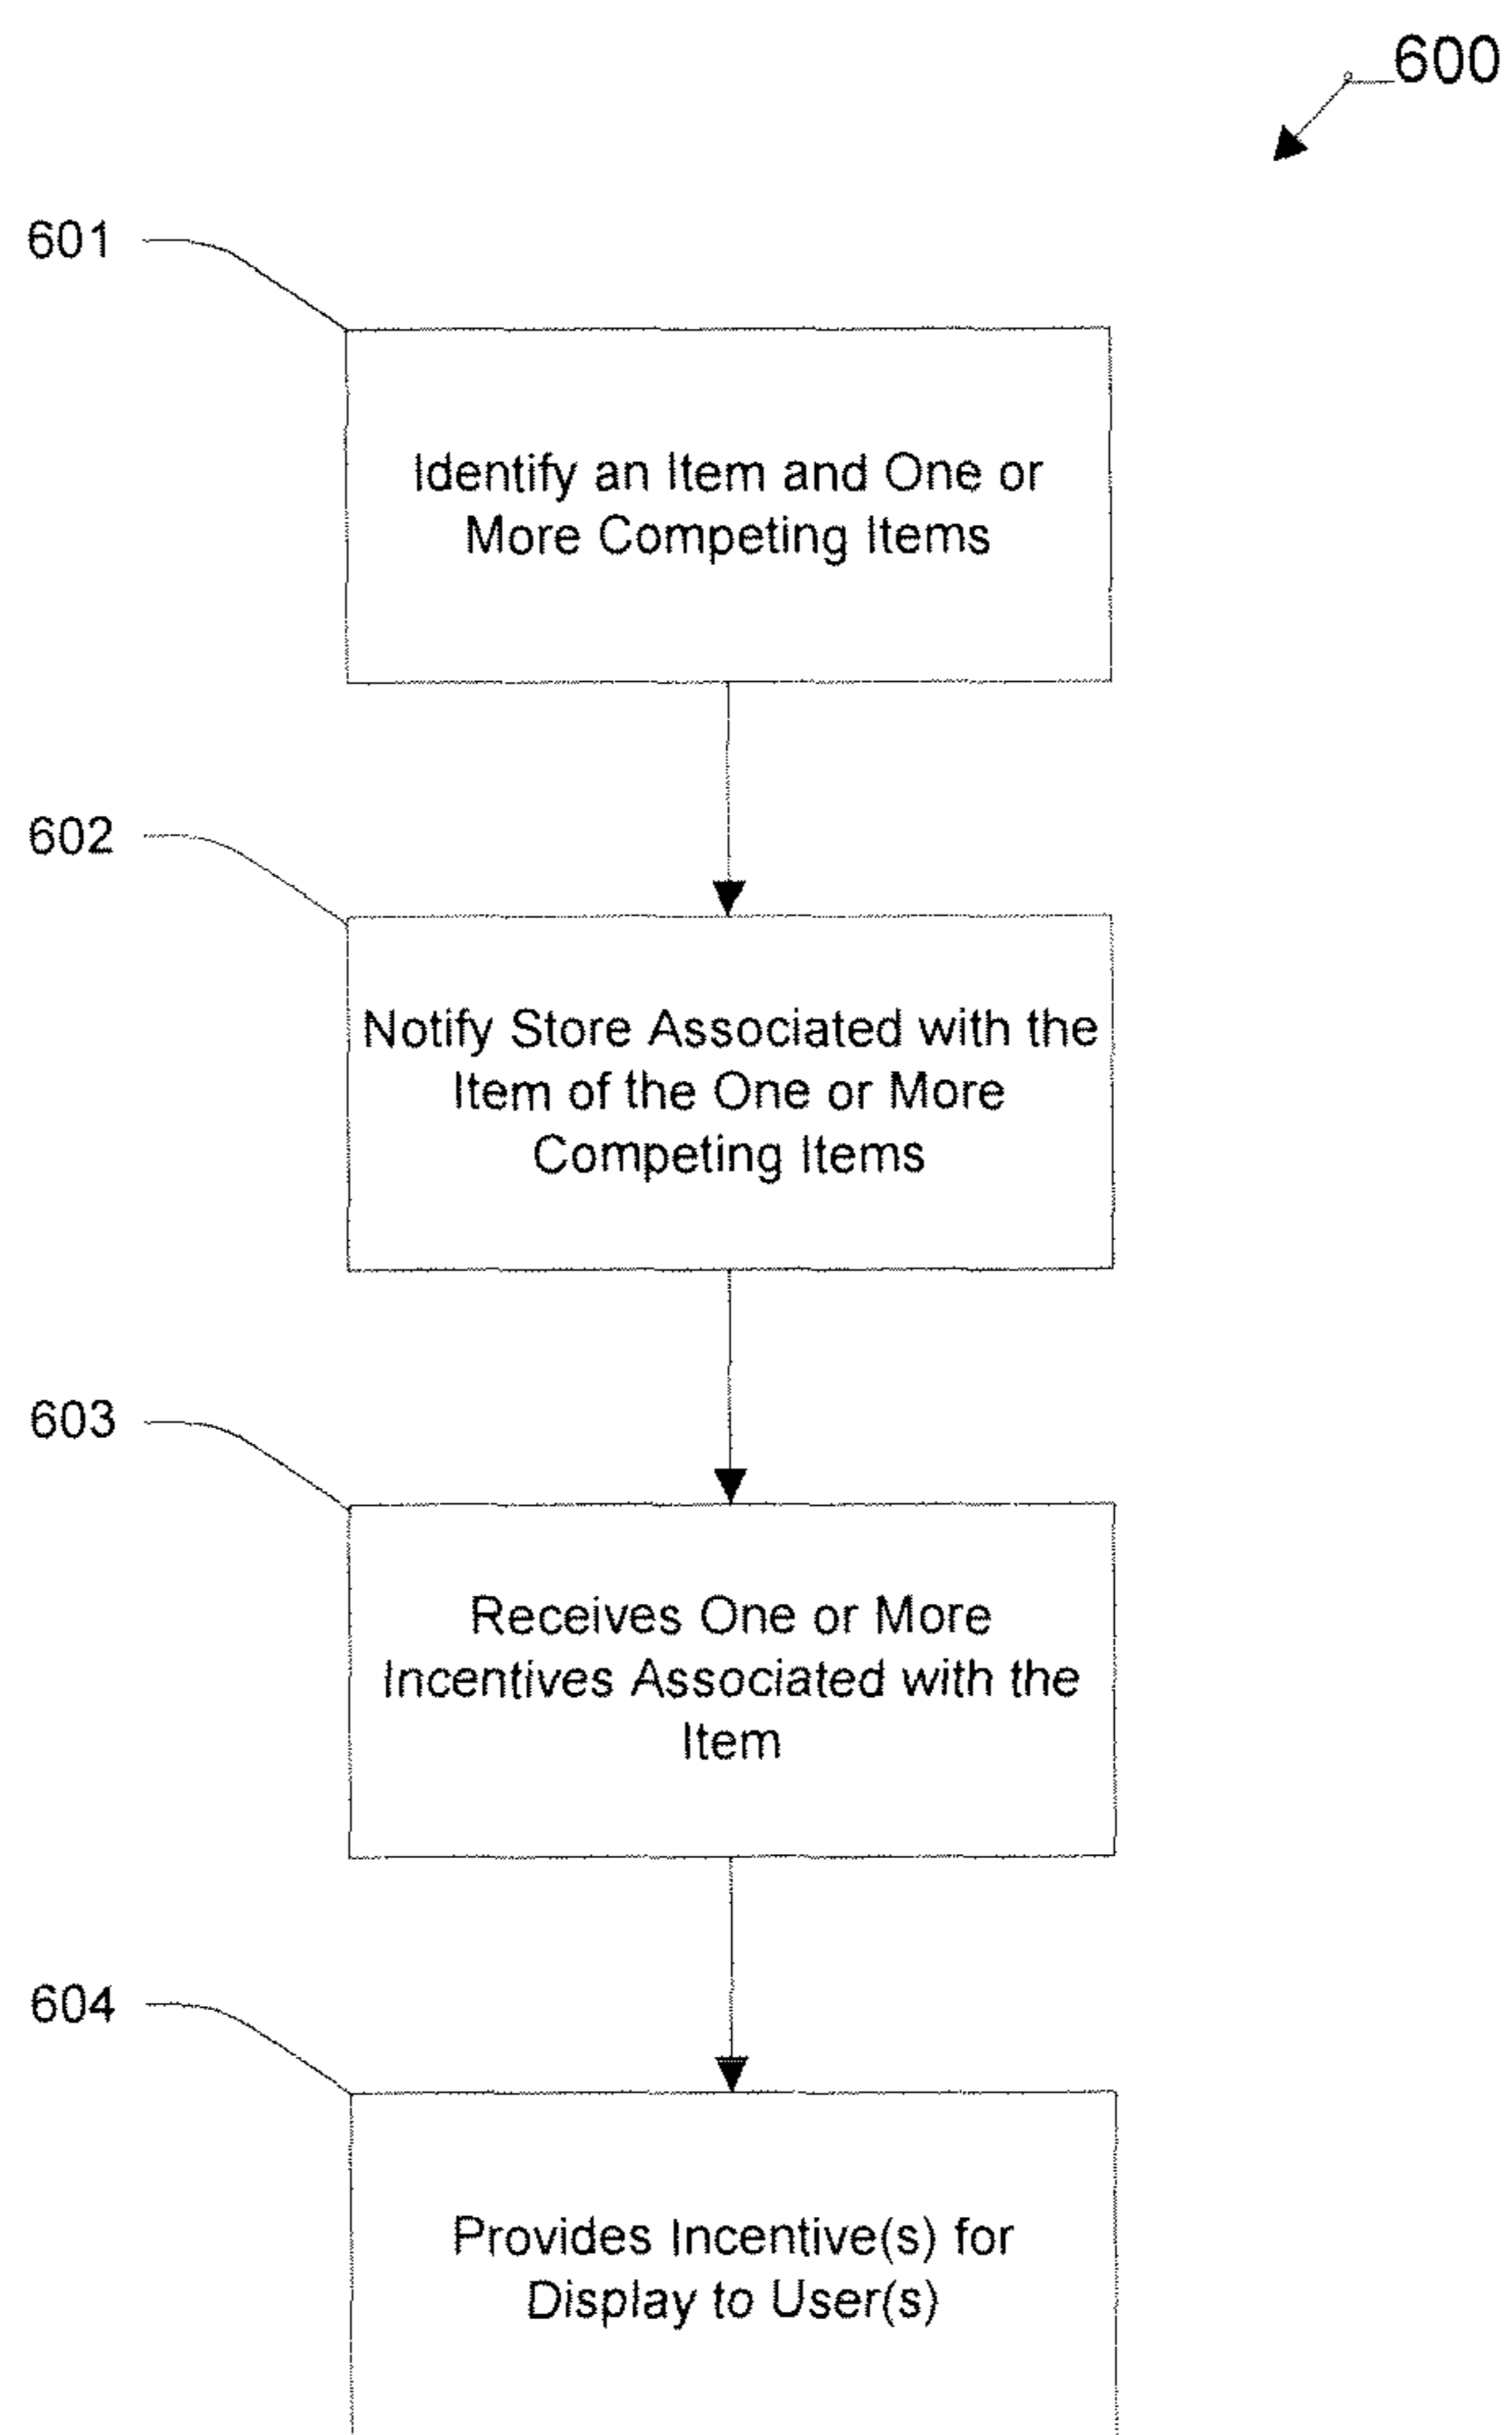 600
601
Identify an Item and One or
More Competing Items
602
Notify Store Associated with the
Item of the One or More
Competing Items
603
Receives One or More
Incentives Associated with the
Item
604
Provides Incentive(s) for
Display to User(s)